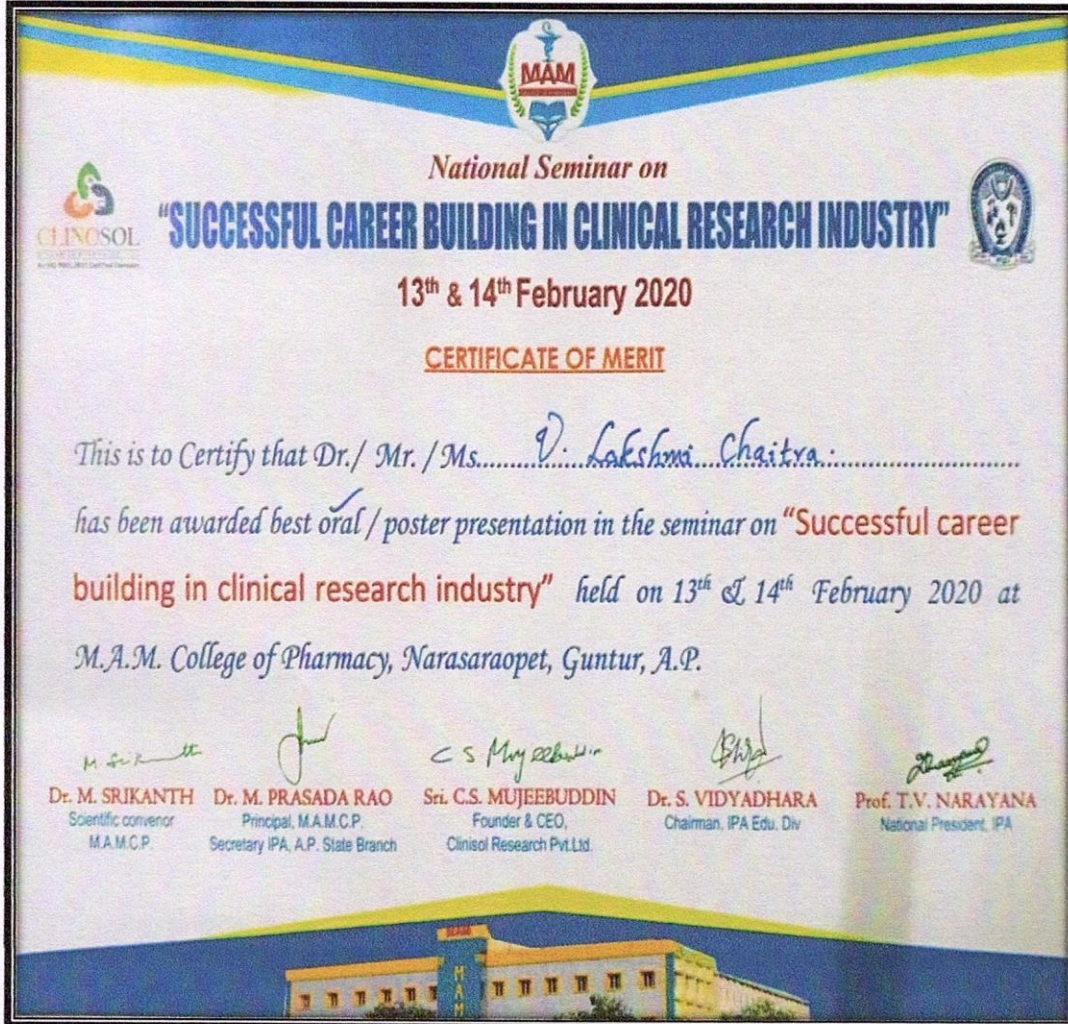 MAM
National Seminar on
CLINOSOL
"SUCCESSFUL CAREER BUILDING IN CLINICAL RESEARCH INDUSTRY"
13th & 14th February 2020
CERTIFICATE OF MERIT
This is to Certify that Dr./ Mr. / Ms. V. Lakshmi Chaitra.
has been awarded best oral / poster presentation in the seminar on "Successful career
building in clinical research industry" held on 13th & 14th February 2020 at
M.A.M. College of Pharmacy, Narasaraopet, Guntur, A.P.
M Srikanth
C S Mujeebuddin
Dr. M. SRIKANTH
Scientific convenor
M.A.M.C.P.
Dr. M. PRASADA RAO
Principal, M.A.M.C.P.
Secretary IPA, A.P. State Branch
Sri. C.S. MUJEEBUDDIN
Founder & CEO,
Clinisol Research Pvt.Ltd.
Dr. S. VIDYADHARA
Chairman, IPA Edu. Div
Prof. T.V. NARAYANA
National President, IPA
MAM
MAM